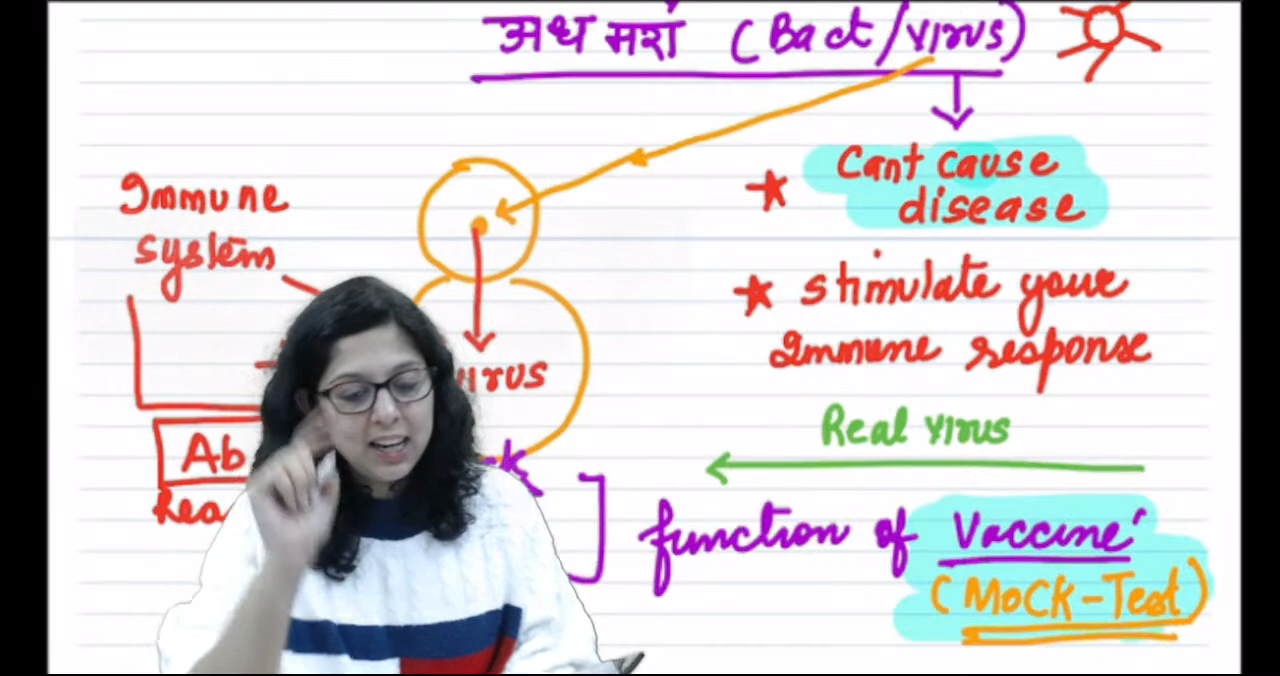 अध मरा (Bact/virus)
Immune
system
Cant cause
disease
stimulate your
Immune response
Ab
Real virus
function of Vaccine
(Mock-Test)